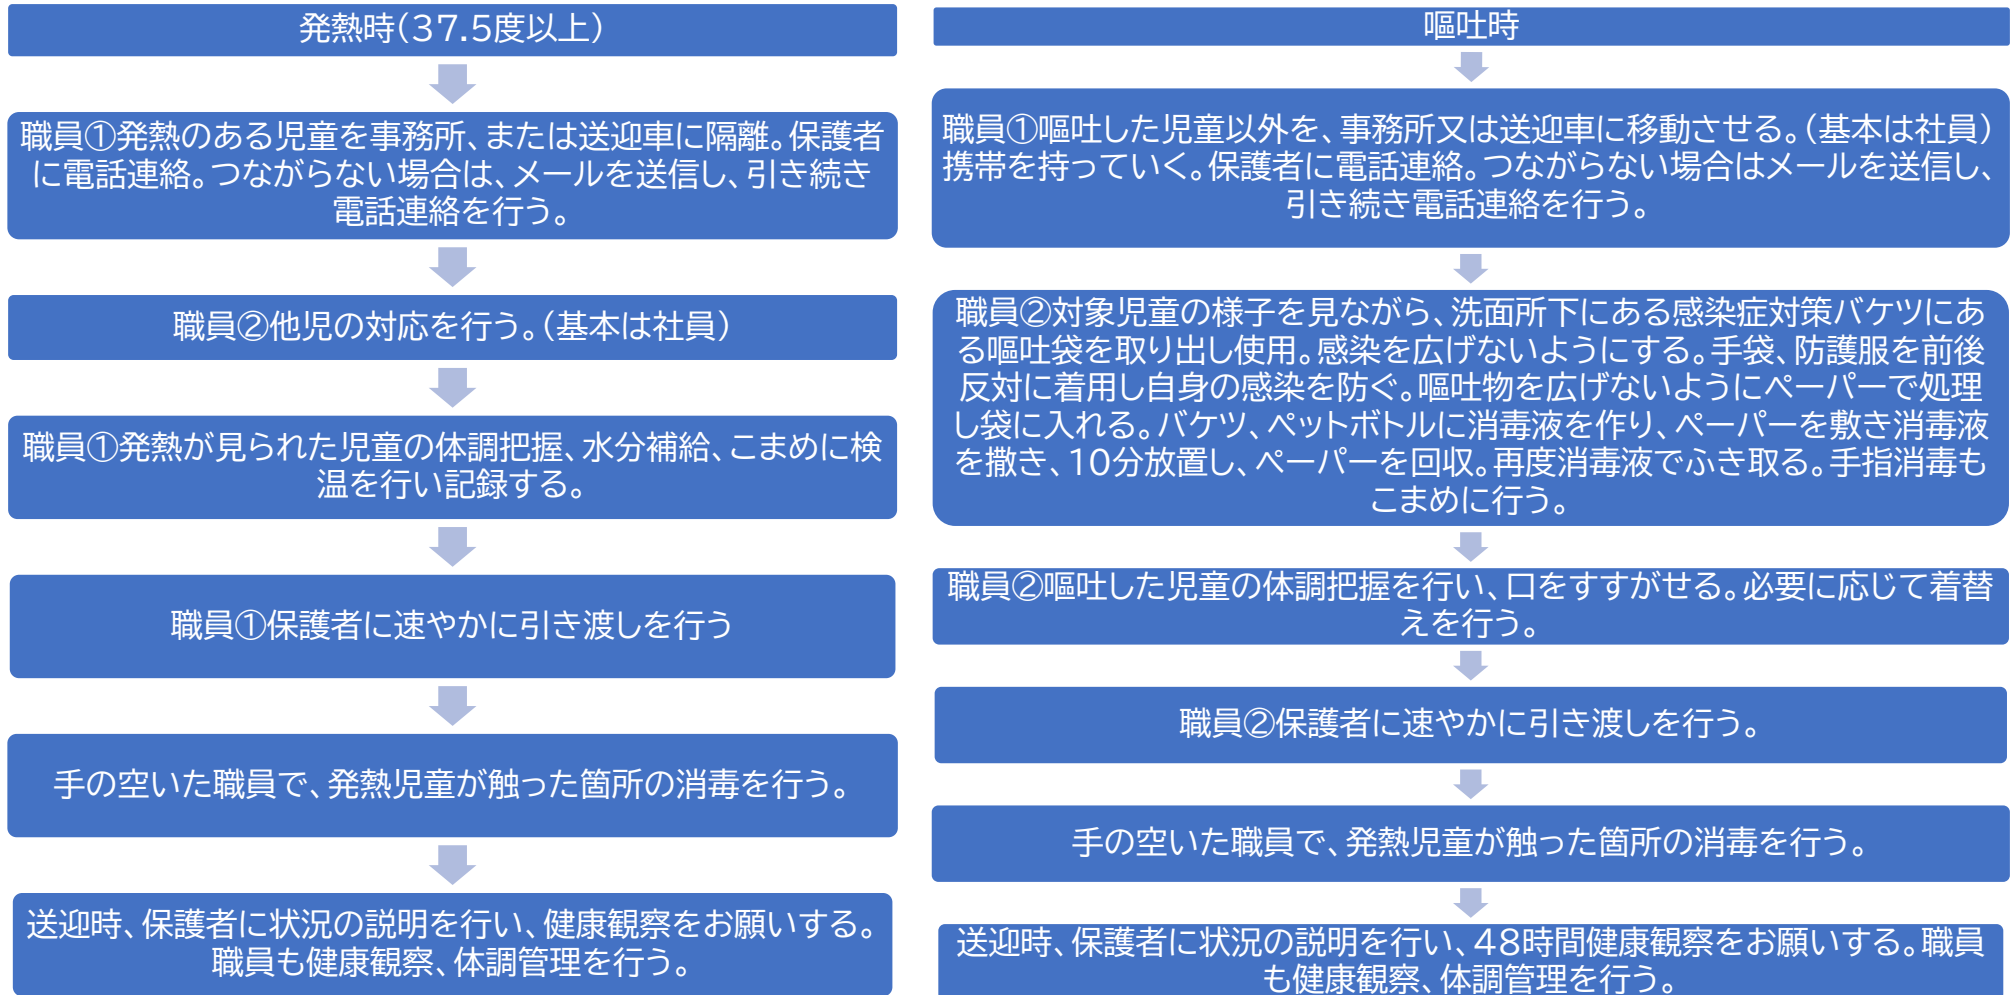 発熱時(37.5度以上)
職員①発熱のある児童を事務所、または送迎車に隔離。保護者
に電話連絡。つながらない場合は、メールを送信し、引き続き
電話連絡を行う。
職員②他児の対応を行う。(基本は社員)
職員①発熱が見られた児童の体調把握、水分補給、こまめに検
温を行い記録する。
職員①保護者に速やかに引き渡しを行う
手の空いた職員で、発熱児童が触った箇所の消毒を行う。
送迎時、保護者に状況の説明を行い、健康観察をお願いする。
職員も健康観察、体調管理を行う。
嘔吐時
職員①嘔吐した児童以外を、事務所又は送迎車に移動させる。(基本は社員)
携帯を持っていく。保護者に電話連絡。つながらない場合はメールを送信し、
引き続き電話連絡を行う。
職員②対象児童の様子を見ながら、洗面所下にある感染症対策バケツにあ
る嘔吐袋を取り出し使用。感染を広げないようにする。手袋、防護服を前後
反対に着用し自身の感染を防ぐ。嘔吐物を広げないようにペーパーで処理
し袋に入れる。バケツ、ペットボトルに消毒液を作り、ペーパーを敷き消毒液
を撒き、10分放置し、ペーパーを回収。再度消毒液でふき取る。手指消毒も
こまめに行う。
職員②嘔吐した児童の体調把握を行い、口をすすがせる。必要に応じて着替
えを行う。
職員②保護者に速やかに引き渡しを行う。
手の空いた職員で、発熱児童が触った箇所の消毒を行う。
送迎時、保護者に状況の説明を行い、48時間健康観察をお願いする。職員
も健康観察、体調管理を行う。